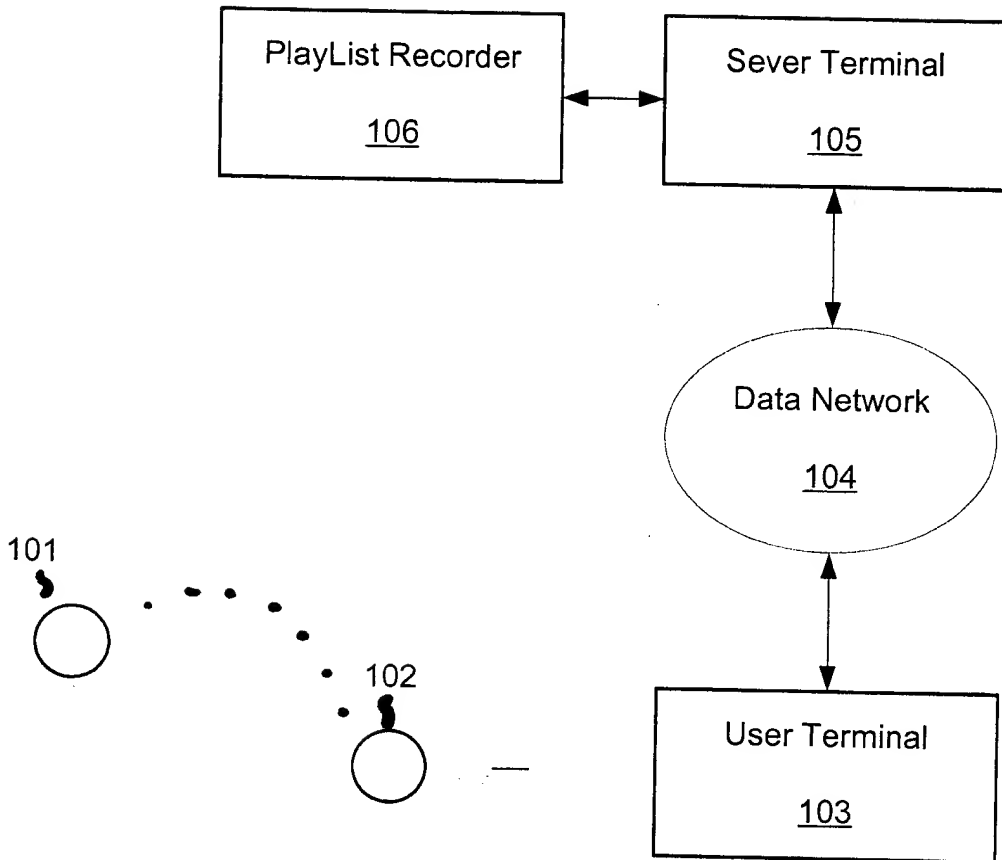 PlayList Recorder
106
Sever Terminal
105
Data Network
104
101
102
User Terminal
103